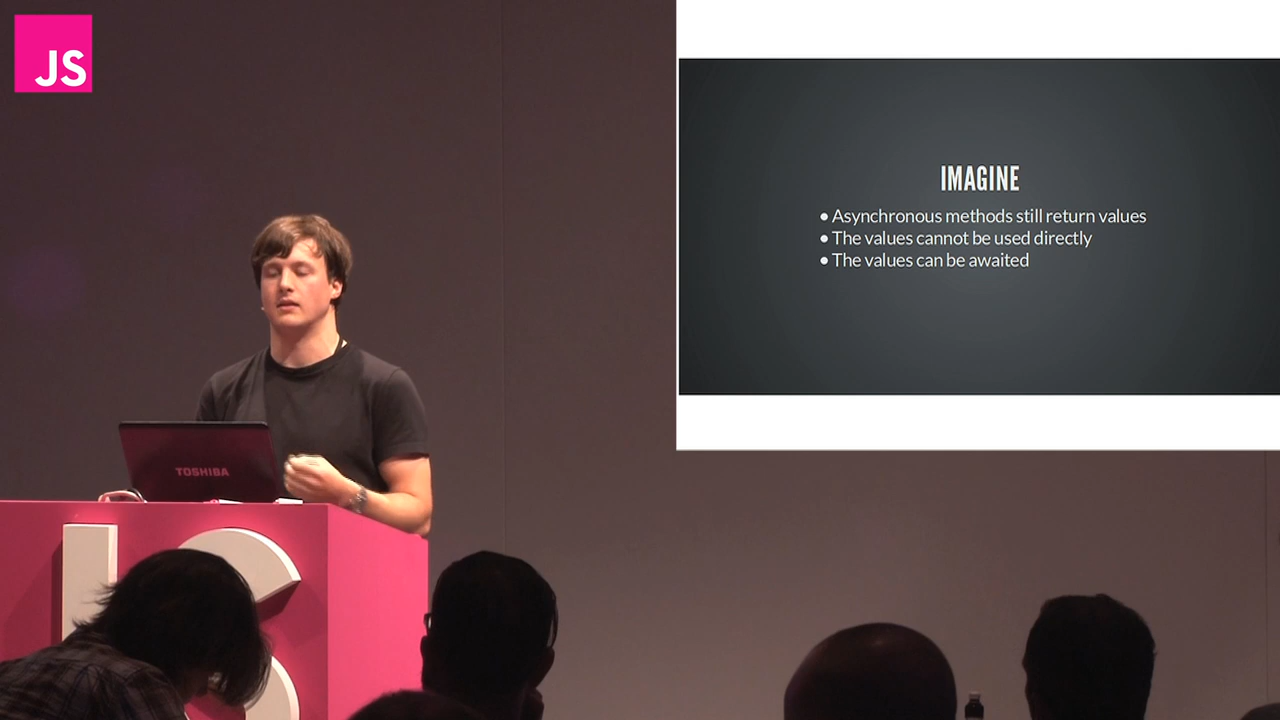 JS
IMAGINE
• Asynchronous methods still return values
• The values cannot be used directly
• The values can be awaited
TOSHIBA
JS